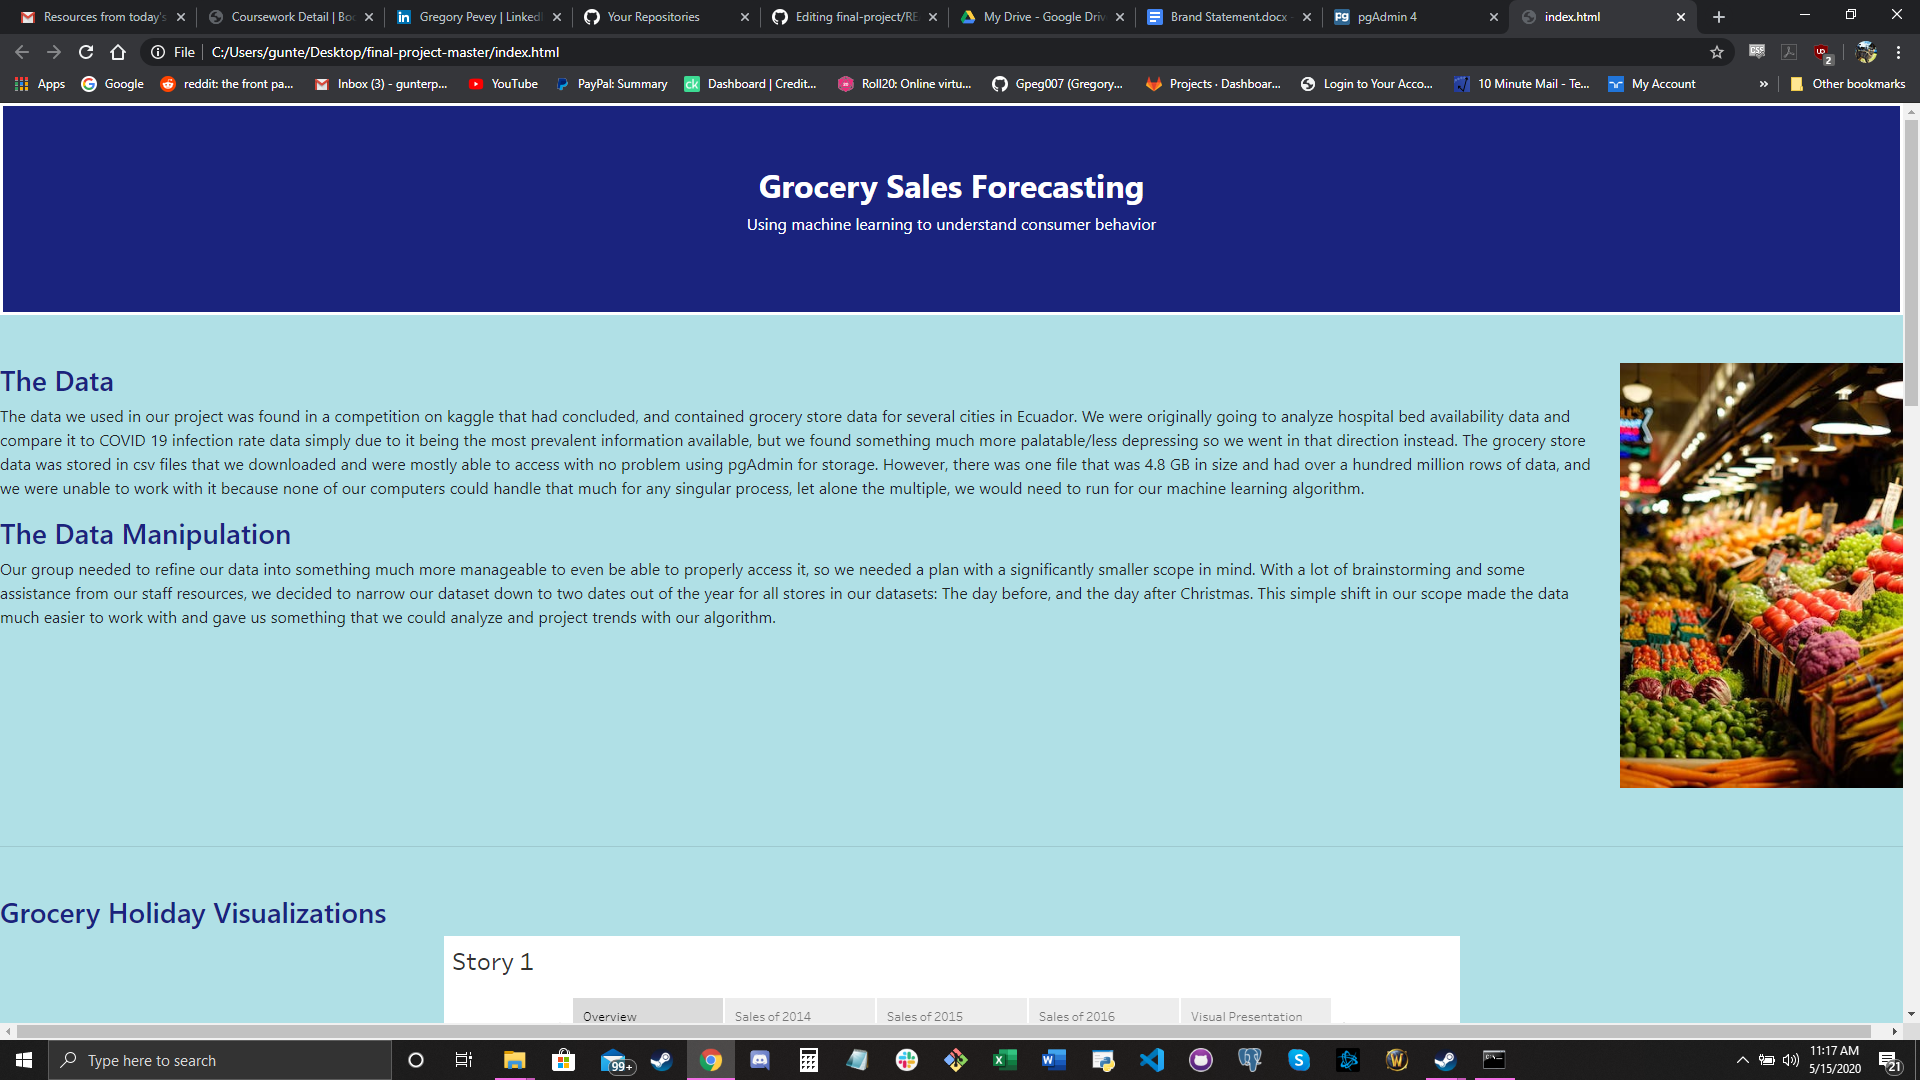 Resources from today's
Coursework Detail | Boo
Gregory Pevey | LinkedI
Your Repositories
Editing final-project/RE
My Drive - Google Driv
Brand Statement.docx
pgAdmin 4
index.html
File
C:/Users/gunte/Desktop/final-project-master/index.html
2
Apps
Google
reddit: the front pa...
Inbox (3) - gunterp...
YouTube
PayPal: Summary
Dashboard | Credit...
Roll20: Online virtu...
Gpeg007 (Gregory...
Projects · Dashboar...
Login to Your Acco...
10 Minute Mail - Te...
My Account
»
Other bookmarks
Grocery Sales Forecasting
Using machine learning to understand consumer behavior
The Data
The data we used in our project was found in a competition on kaggle that had concluded, and contained grocery store data for several cities in Ecuador. We were originally going to analyze hospital bed availability data and
compare it to COVID 19 infection rate data simply due to it being the most prevalent information available, but we found something much more palatable/less depressing so we went in that direction instead. The grocery store
data was stored in csv files that we downloaded and were mostly able to access with no problem using pgAdmin for storage. However, there was one file that was 4.8 GB in size and had over a hundred million rows of data, and
we were unable to work with it because none of our computers could handle that much for any singular process, let alone the multiple, we would need to run for our machine learning algorithm.
The Data Manipulation
Our group needed to refine our data into something much more manageable to even be able to properly access it, so we needed a plan with a significantly smaller scope in mind. With a lot of brainstorming and some
assistance from our staff resources, we decided to narrow our dataset down to two dates out of the year for all stores in our datasets: The day before, and the day after Christmas. This simple shift in our scope made the data
much easier to work with and gave us something that we could analyze and project trends with our algorithm.
Grocery Holiday Visualizations
Story 1
Overview
Sales of 2014
Sales of 2015
Sales of 2016
Visual Presentation
Type here to search
99+
11:17 AM
5/15/2020
21